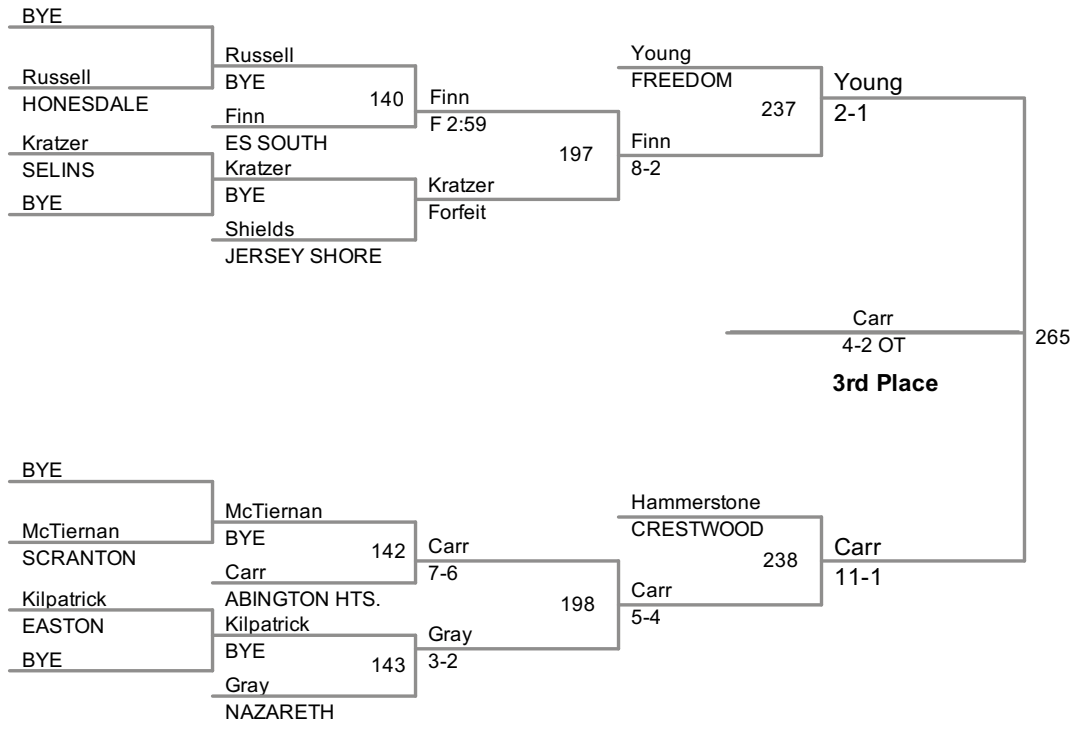 BYE
Russell
HONESDALE
Kratzer
SELINS
BYE
Russell
BYE
140
Finn
ES SOUTH
Kratzer
BYE
Shields
JERSEY SHORE
Finn
F 2:59
197
Kratzer
Forfeit
Young
FREEDOM
237
Finn
8-2
Young
2-1
Carr
4-2 OT
265
3rd Place
BYE
McTiernan
SCRANTON
Kilpatrick
EASTON
BYE
McTiernan
BYE
142
Carr
ABINGTON HTS.
Kilpatrick
BYE
143
Gray
NAZARETH
Carr
7-6
198
Gray
3-2
Hammerstone
CRESTWOOD
238
Carr
5-4
Carr
11-1